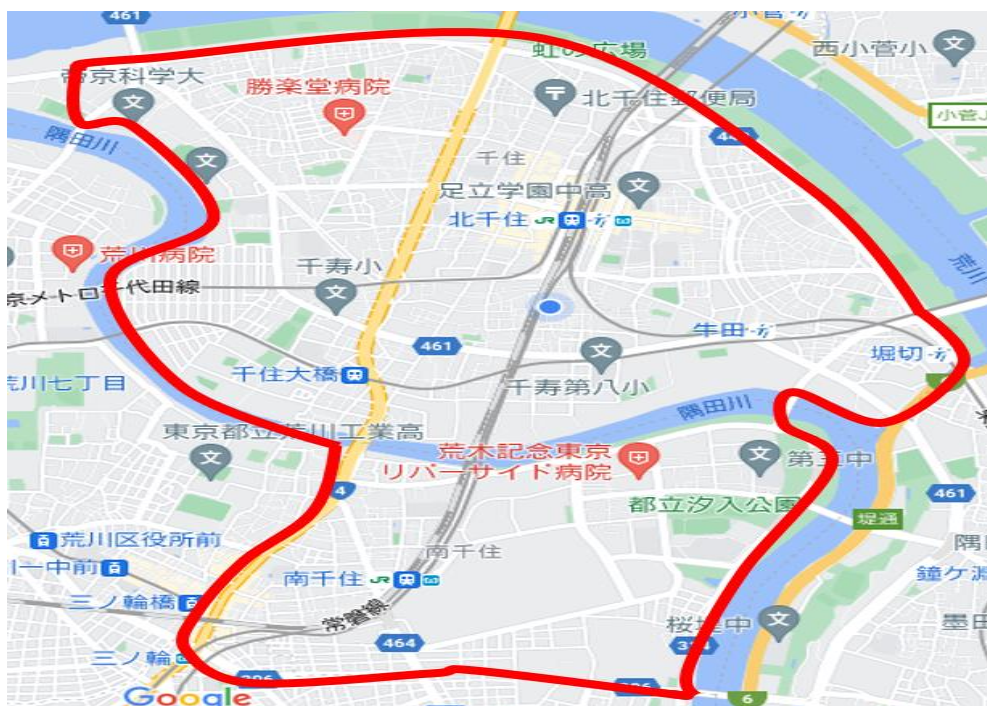 461
虹の広場
西小菅小
帝京科学大
勝楽堂病院
北千住郵便局
隅田川
千住
足立学園中高
北千住
荒川病院
千寿小
京メトロ千代田線
荒川
461
牛田
堀切
荒川七丁目
千住大橋
千寿第八小
隅田川
東京都立荒川工業高
荒木記念東京
リバーサイド病院
第三中
4
都立汐入公園
461
堤通
荒川区役所前
南千住
川一中前
南千住
鐘ケ淵
三ノ輪橋
常磐線
464
桜堤中
墨田
三ノ輪
314
306
Google
6